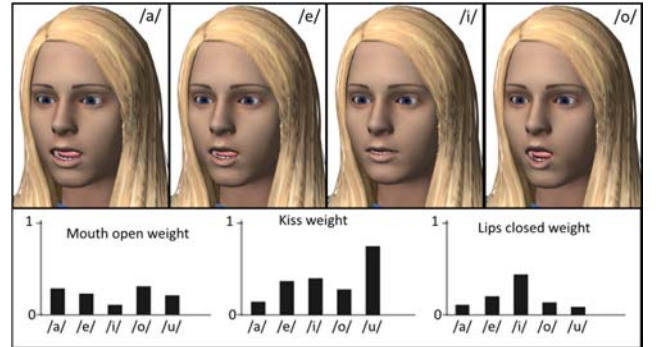 /a/ /e/ /i/ /o/
1 Mouth open weight
0
/a/ /e/ /i/ /o/ /u/
1 Kiss weight
0
/a/ /e/ /i/ /o/ /u/
1 Lips closed weight
0
/a/ /e/ /i/ /o/ /u/